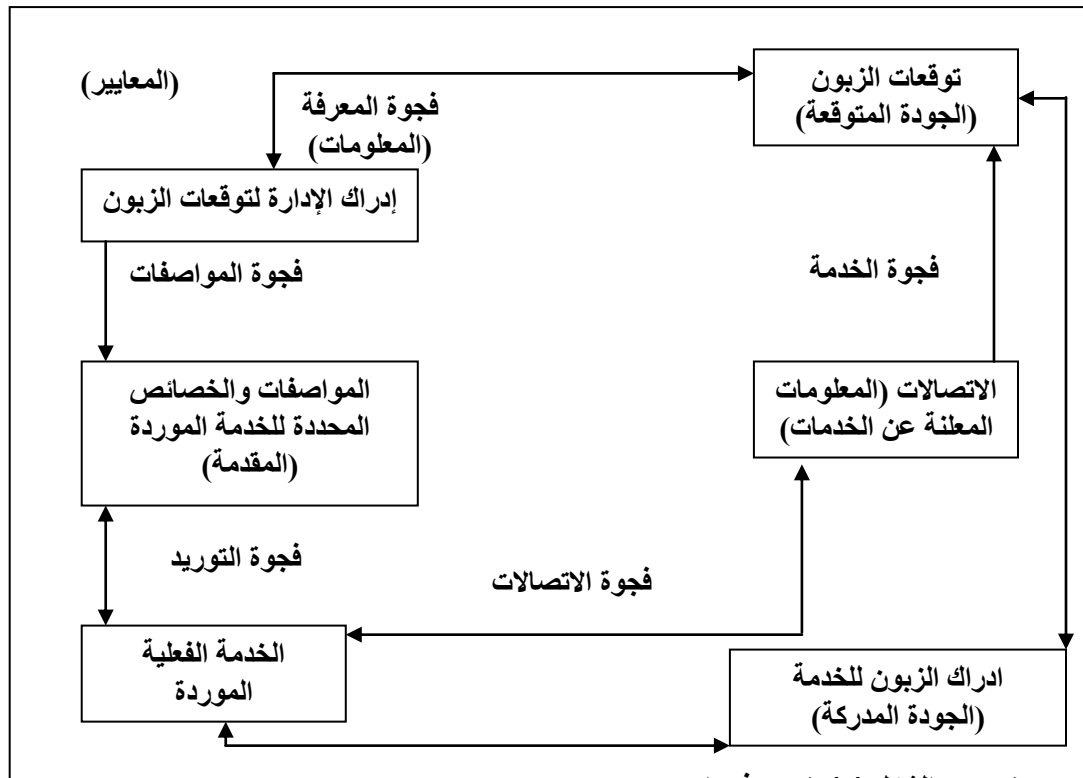 توقعات الزبون
(الجودة المتوقعة)
(المعايير)
فجوة المعرفة
(المعلومات)
إدراك الإدارة لتوقعات الزبون
فجوة الخدمة
فجوة المواصفات
الاتصالات (المعلومات
المعلنة عن الخدمات)
المواصفات والخصائص
المحددة للخدمة الموردة
(المقدمة)
فجوة التوريد
فجوة الاتصالات
الخدمة الفعلية
الموردة
ادراك الزبون للخدمة
(الجودة المدركة)